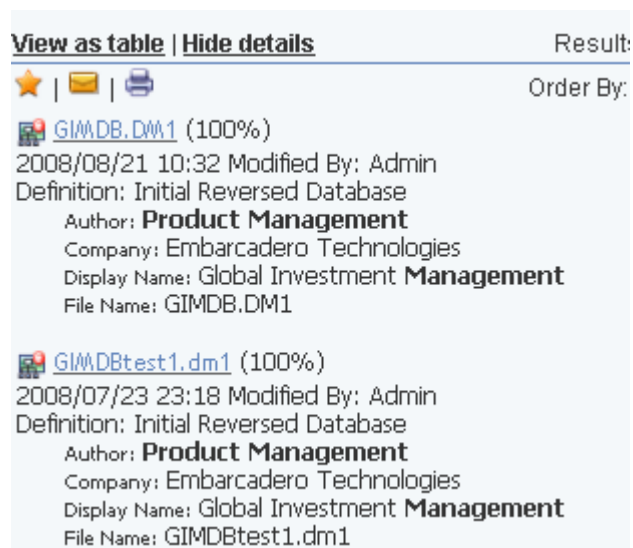 View as table | Hide details Results
| | Order By:
GIMDB.DM1 (100%)
2008/08/21 10:32 Modified By: Admin
Definition: Initial Reversed Database
Author: Product Management
Company: Embarcadero Technologies
Display Name: Global Investment Management
File Name: GIMDB.DM1
GIMDBtest1.dm1 (100%)
2008/07/23 23:18 Modified By: Admin
Definition: Initial Reversed Database
Author: Product Management
Company: Embarcadero Technologies
Display Name: Global Investment Management
File Name: GIMDBtest1.dm1